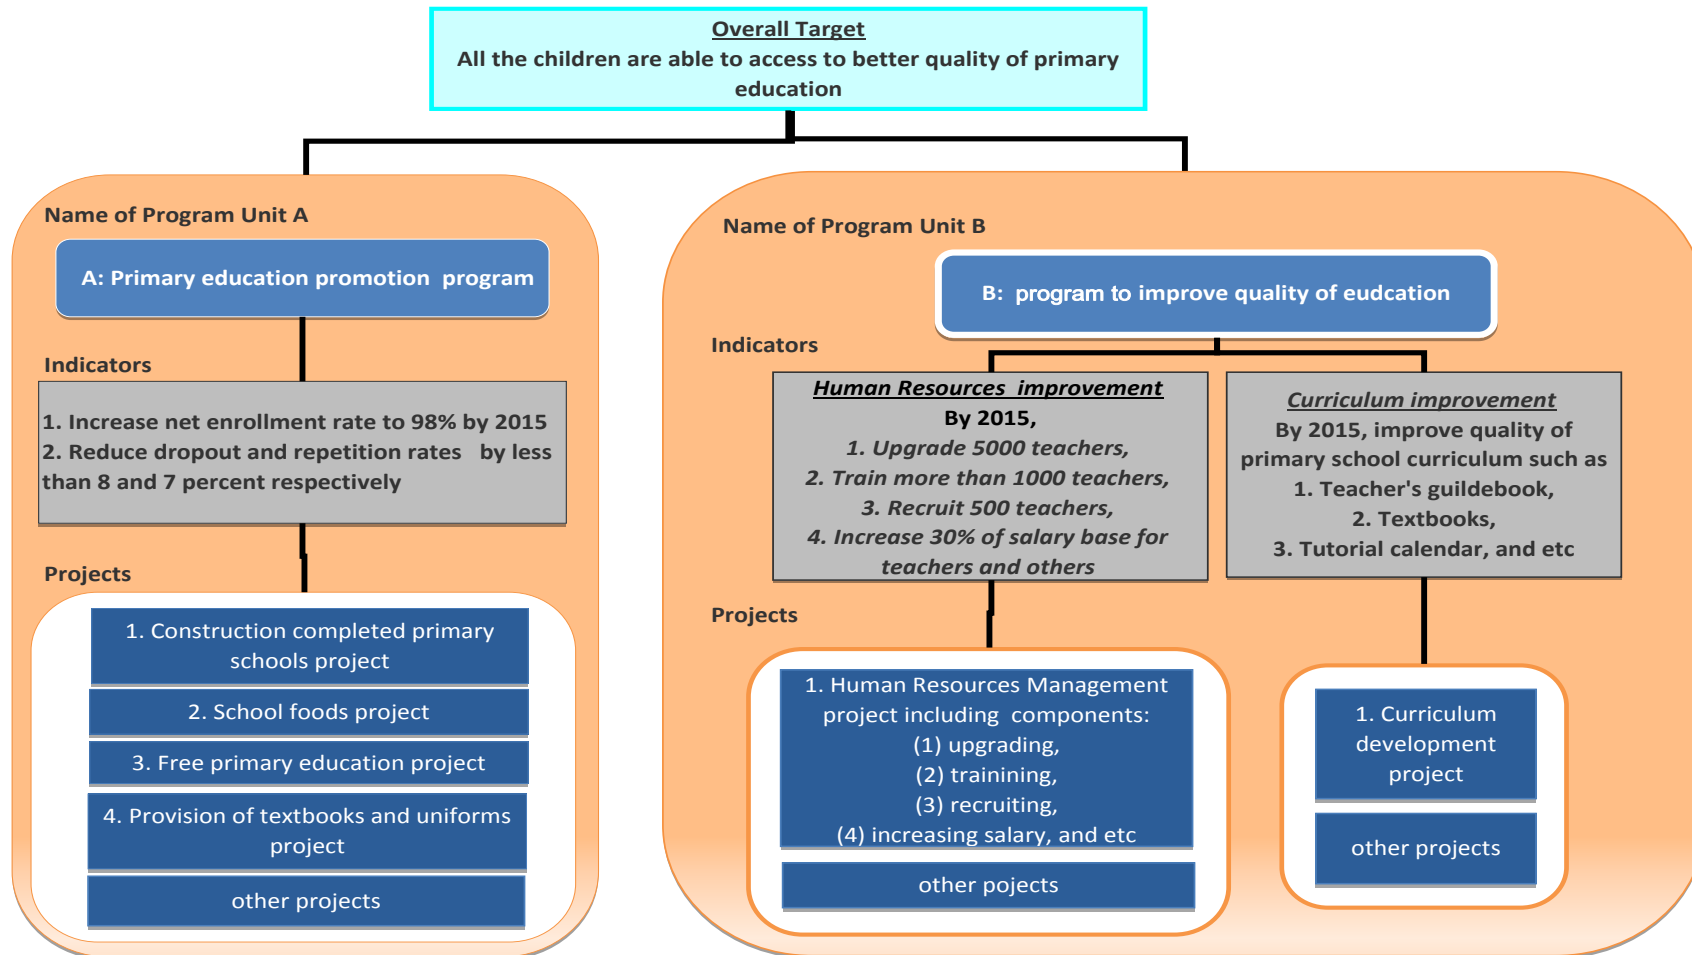 Overall Target
All the children are able to access to better quality of primary
education
Name of Program Unit A
A: Primary education promotion program
Indicators
1. Increase net enrollment rate to 98% by 2015
2. Reduce dropout and repetition rates by less
than 8 and 7 percent respectively
Projects
1. Construction completed primary
schools project
2. School foods project
3. Free primary education project
4. Provision of textbooks and uniforms
project
other projects
Name of Program Unit B
B: program to improve quality of eudcation
Indicators
Human Resources improvement
By 2015,
1. Upgrade 5000 teachers,
2. Train more than 1000 teachers,
3. Recruit 500 teachers,
4. Increase 30% of salary base for
teachers and others
Curriculum improvement
By 2015, improve quality of
primary school curriculum such as
1. Teacher's guildebook,
2. Textbooks,
3. Tutorial calendar, and etc
Projects
1. Human Resources Management
project including components:
(1) upgrading,
(2) trainining,
(3) recruiting,
(4) increasing salary, and etc
other pojects
1. Curriculum
development
project
other projects